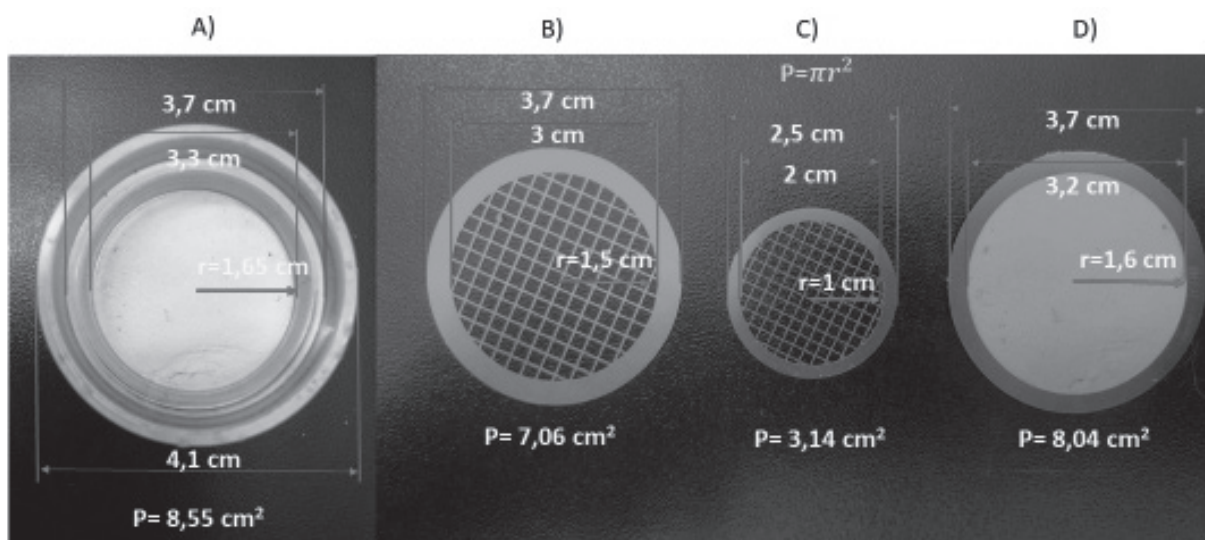 A)
B)
C)
D)
P=πr²
3,7 cm
3,3 cm
r=1,65 cm
4,1 cm
P= 8,55 cm²
3,7 cm
3 cm
r=1,5 cm
P= 7,06 cm²
2,5 cm
2 cm
r=1 cm
P= 3,14 cm²
3,7 cm
3,2 cm
r=1,6 cm
P= 8,04 cm²